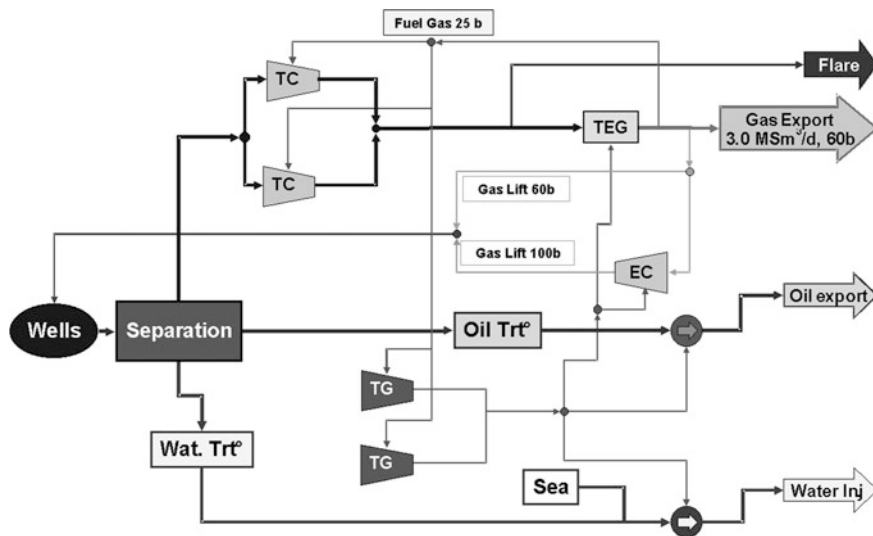 Fuel Gas 25 b
TC
Flare
TEG
Gas Export
3.0 MSm³/d, 60b
TC
Gas Lift 60b
Gas Lift 100b
EC
Oil export
Wells
Separation
Oil Trt°
TG
Wat. Trt°
TG
Sea
Water Inj